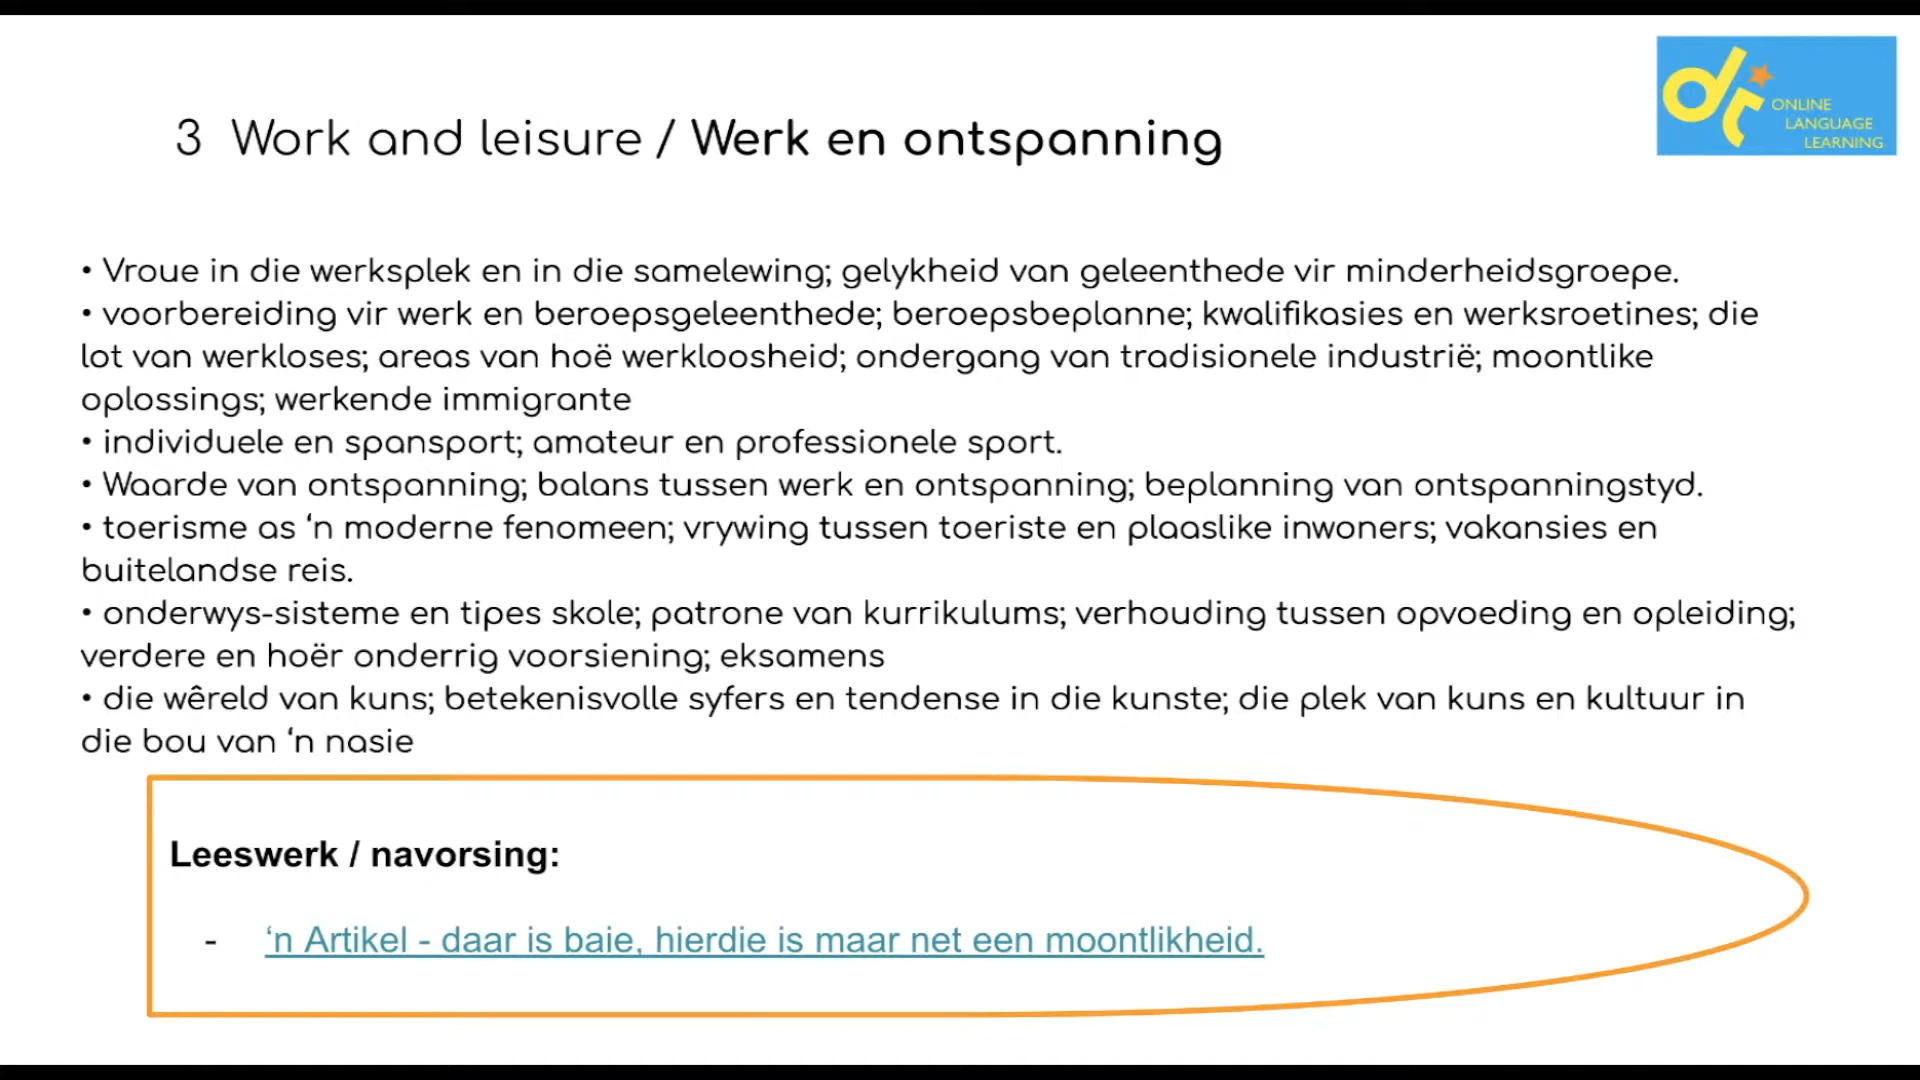 ONLINE
LANGUAGE
LEARNING
3 Work and leisure / Werk en ontspanning
• Vroue in die werksplek en in die samelewing; gelykheid van geleenthede vir minderheidsgroepe.
• voorbereiding vir werk en beroepsgeleenthede; beroepsbeplanne; kwalifikasies en werksroetines; die
lot van werkloses; areas van hoë werkloosheid; ondergang van tradisionele industrië; moontlike
oplossings; werkende immigrante
• individuele en spansport; amateur en professionele sport.
• Waarde van ontspanning; balans tussen werk en ontspanning; beplanning van ontspanningstyd.
• toerisme as ‘n moderne fenomeen; vrywing tussen toeriste en plaaslike inwoners; vakansies en
buitelandse reis.
• onderwys-sisteme en tipes skole; patrone van kurrikulums; verhouding tussen opvoeding en opleiding;
verdere en hoër onderrig voorsiening; eksamens
• die wêreld van kuns; betekenisvolle syfers en tendense in die kunste; die plek van kuns en kultuur in
die bou van ‘n nasie
Leeswerk / navorsing:
- ‘n Artikel - daar is baie, hierdie is maar net een moontlikheid.